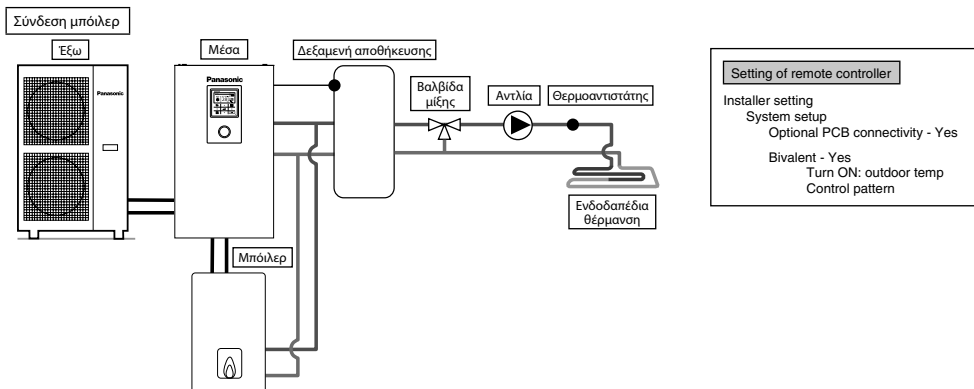 Σύνδεση μπόιλερ
Έξω
Μέσα
Δεξαμενή αποθήκευσης
Panasonic
Panasonic
Βαλβίδα
μίξης
Αντλία
Θερμοαντιστάτης
Ενδοδαπέδια
θέρμανση
Μπόιλερ
Setting of remote controller
Installer setting
System setup
Optional PCB connectivity - Yes
Bivalent - Yes
Turn ON: outdoor temp
Control pattern